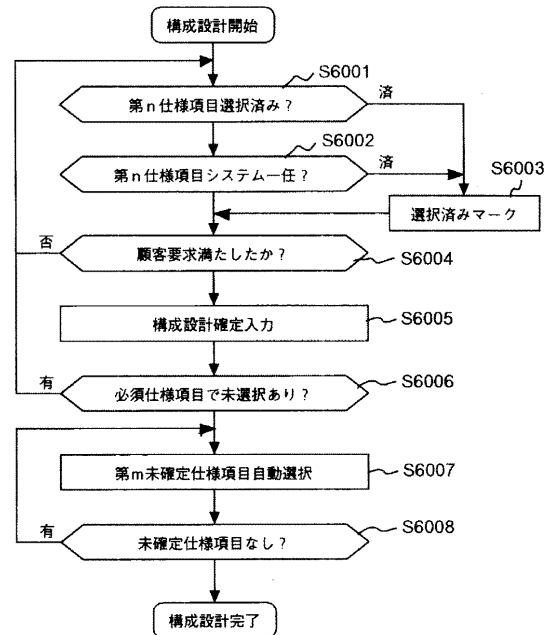 構成設計開始
S6001
第n仕様項目選択済み？
済
S6002
第n仕様項目システム一任？
済
S6003
選択済みマーク
否
顧客要求満たしたか？
S6004
構成設計確定入力
S6005
有
必須仕様項目で未選択あり？
S6006
第m未確定仕様項目自動選択
S6007
有
未確定仕様項目なし？
S6008
構成設計完了